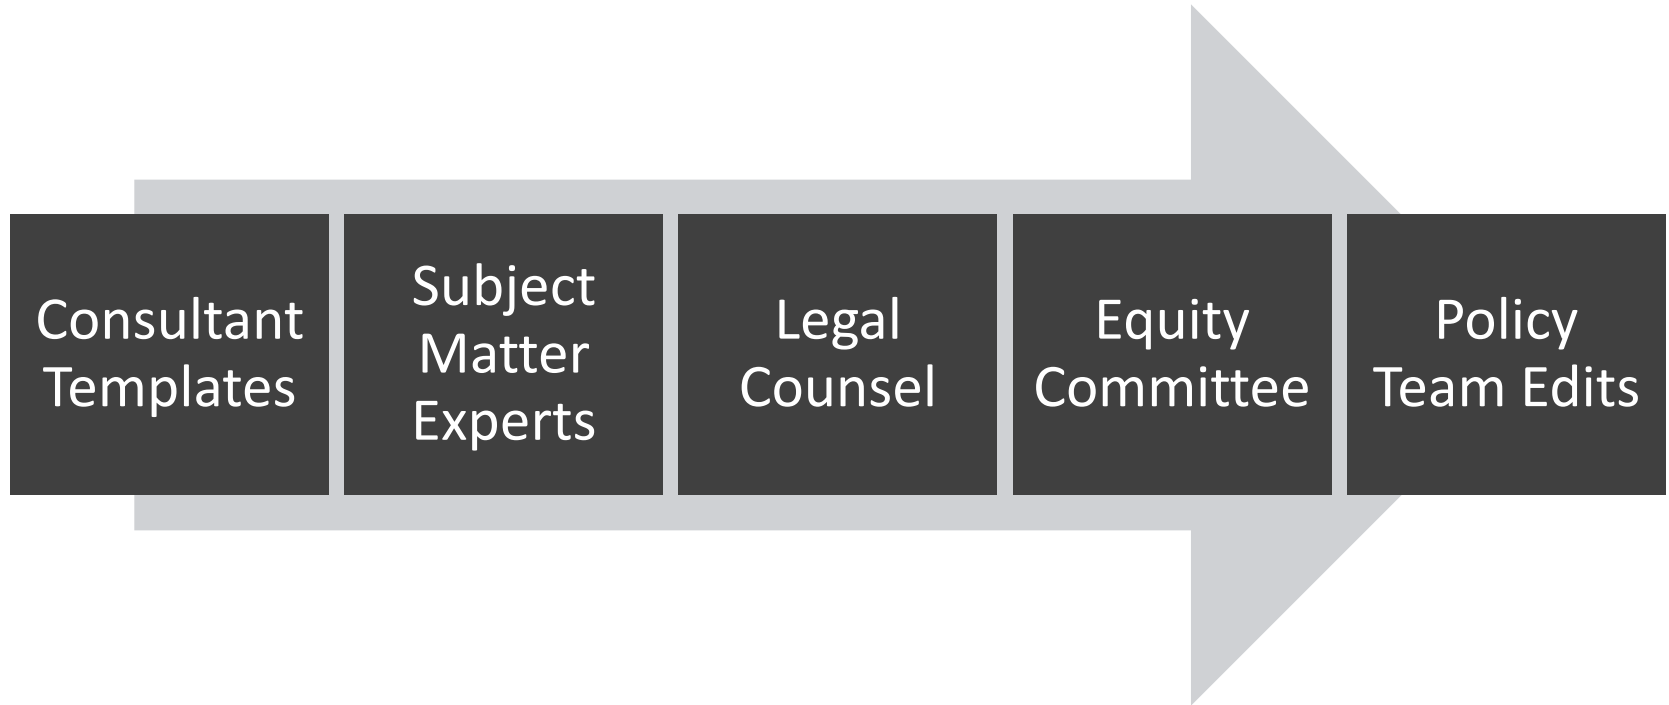 Consultant
Templates
Subject
Matter
Experts
Legal
Counsel
Equity
Committee
Policy
Team Edits